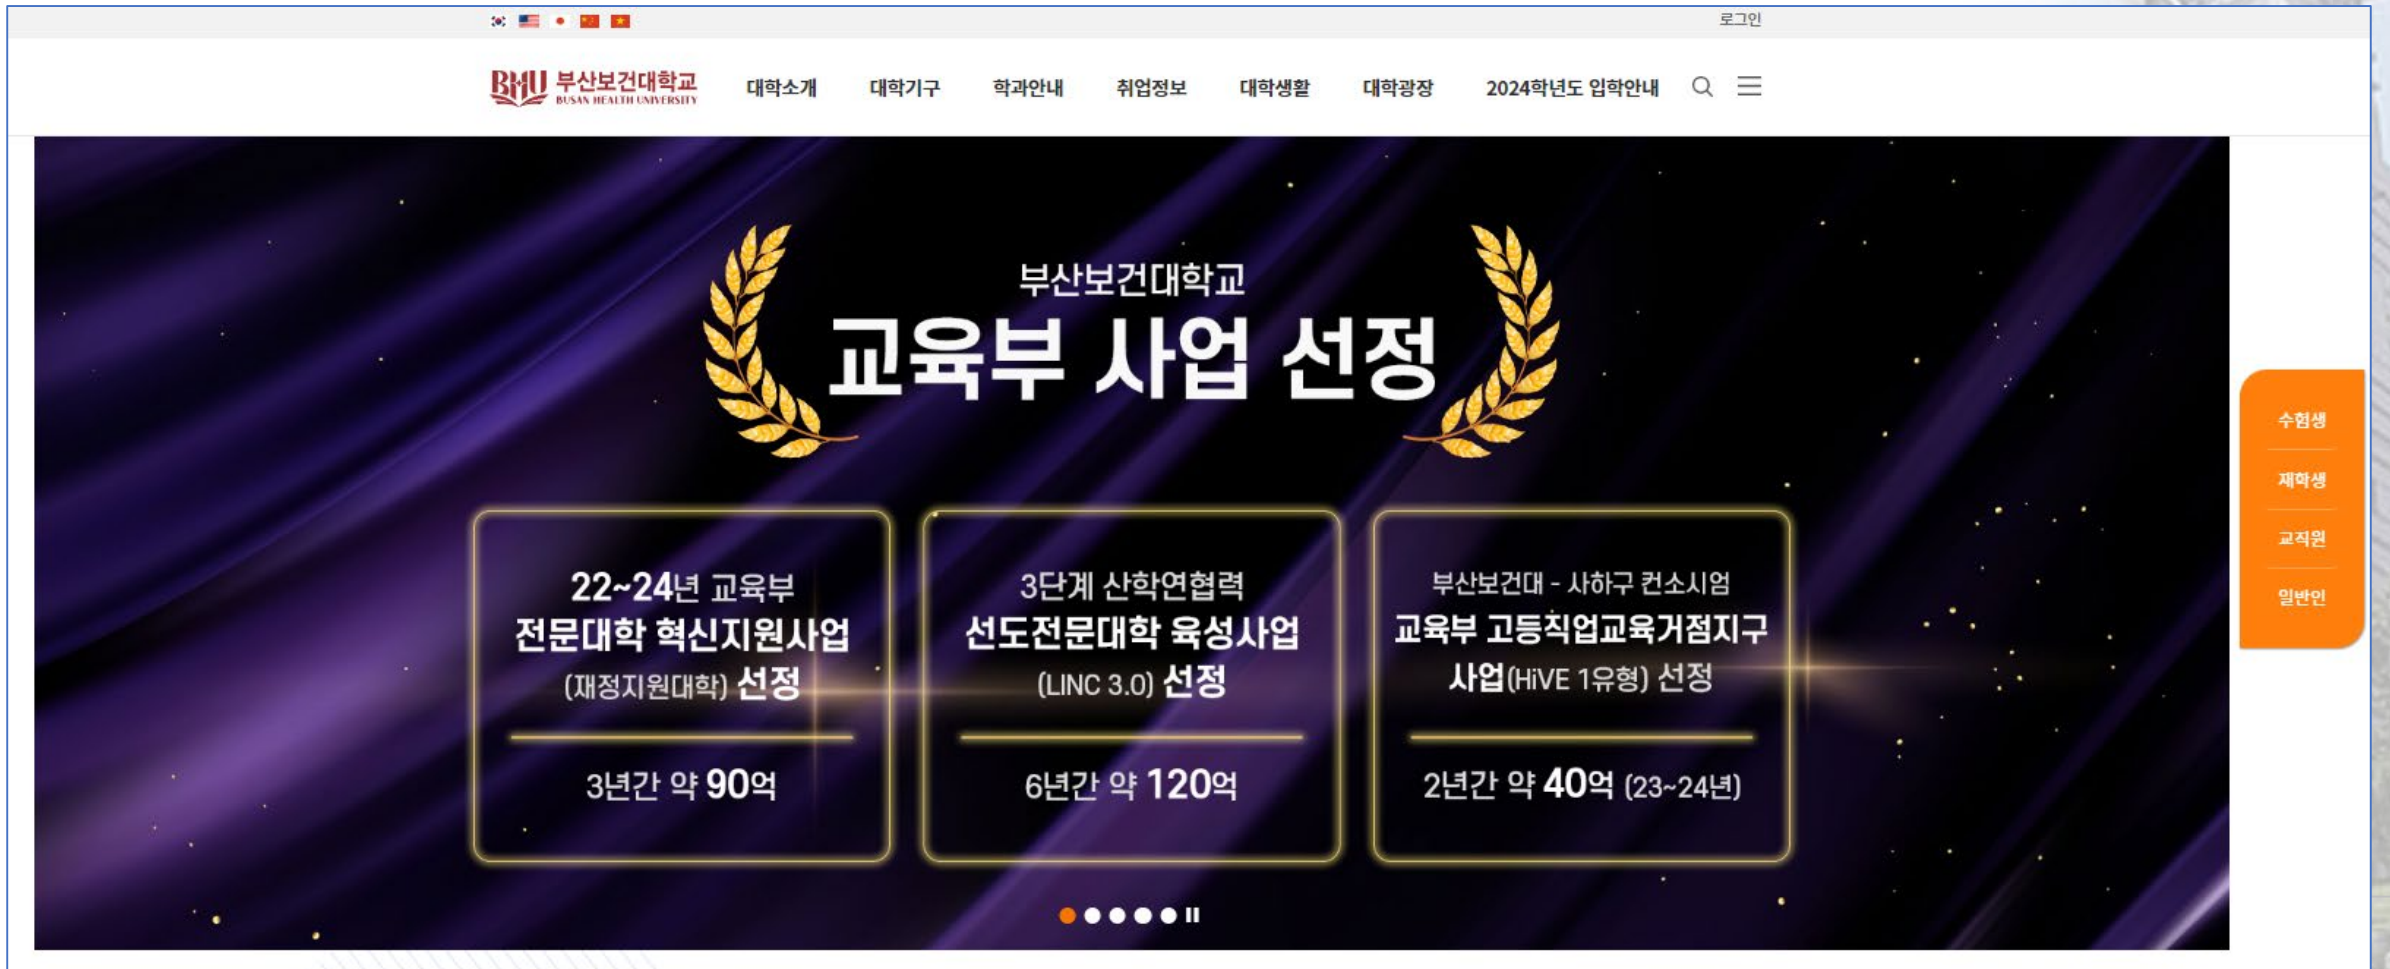 로그인
BHU 부산보건대학교
BUSAN HEALTH UNIVERSITY
대학소개 대학기구 학과안내 취업정보 대학생활 대학광장 2024학년도 입학안내
부산보건대학교
교육부 사업 선정
22~24년 교육부
전문대학 혁신지원사업
(재정지원대학) 선정
3년간 약 90억
3단계 산학연협력
선도전문대학 육성사업
(LINC 3.0) 선정
6년간 약 120억
부산보건대 - 사하구 컨소시엄
교육부 고등직업교육거점지구
사업(HiVE 1유형) 선정
2년간 약 40억 (23~24년)
수험생
재학생
교직원
일반인